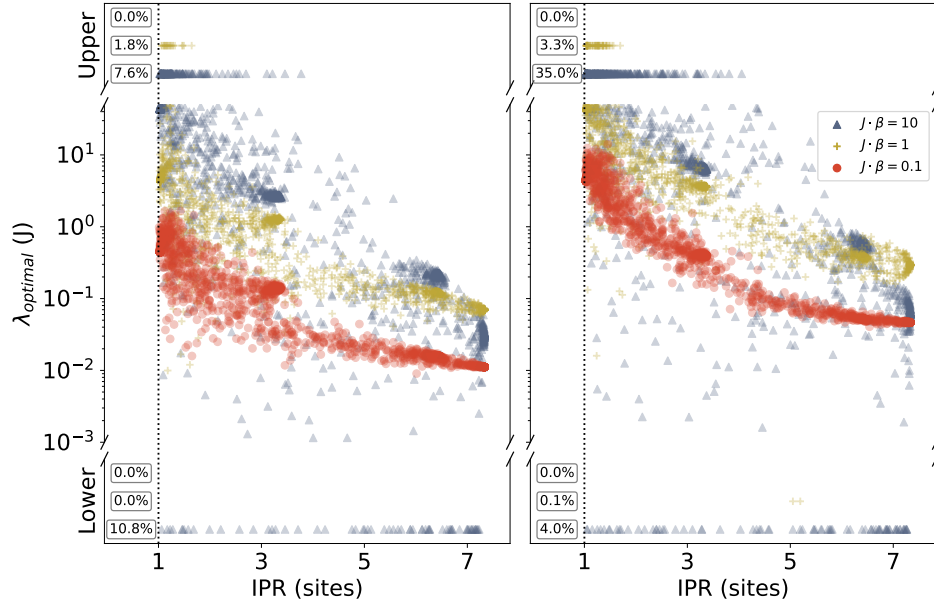 Upper
0.0%
1.8%
7.6%
0.0%
3.3%
35.0%
λoptimal (J)
10¹
10⁰
10⁻¹
10⁻²
10⁻³
J · β = 10
J · β = 1
J · β = 0.1
Lower
0.0%
0.0%
10.8%
0.0%
0.1%
4.0%
1 3 5 7
IPR (sites)
1 3 5 7
IPR (sites)